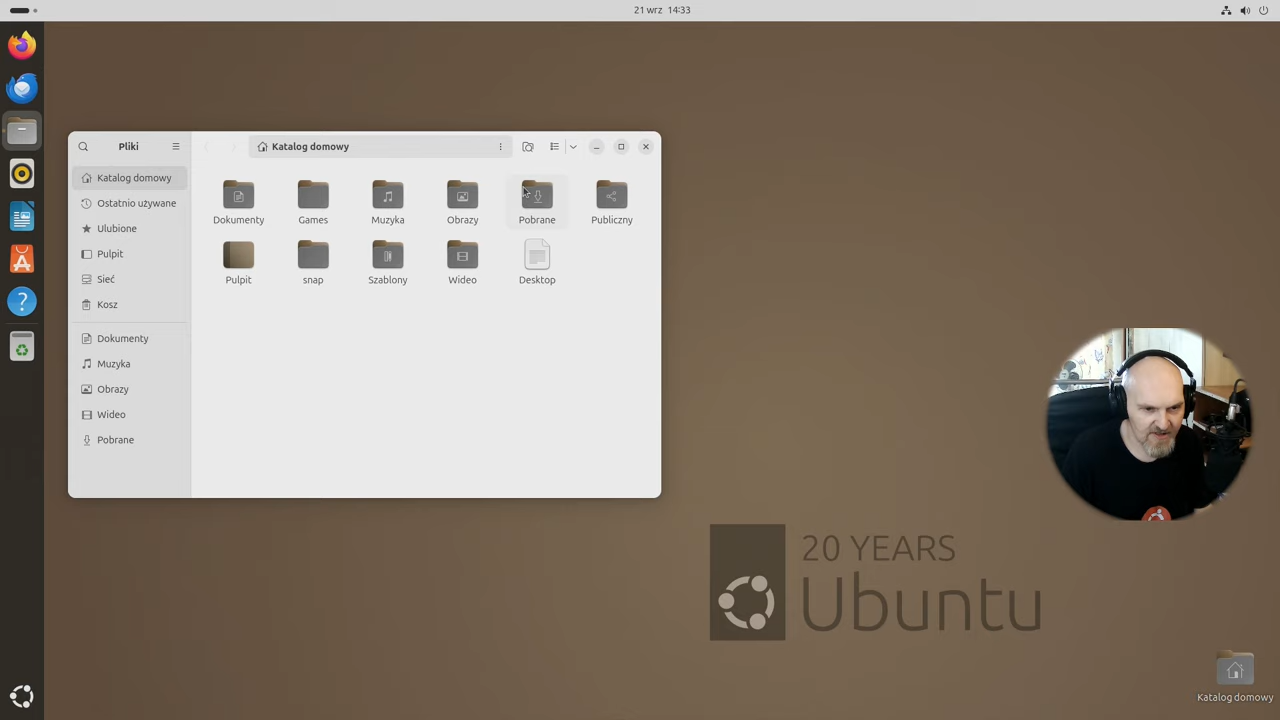 21 wrz 14:33
Pliki
Katalog domowy
Katalog domowy
Ostatnio używane
Ulubione
Pulpit
Sieć
Kosz
Dokumenty
Muzyka
Obrazy
Wideo
Pobrane
Dokumenty
Games
Muzyka
Obrazy
Pobrane
Publiczny
Pulpit
snap
Szablony
Wideo
Desktop
20 YEARS
Ubuntu
Katalog domowy